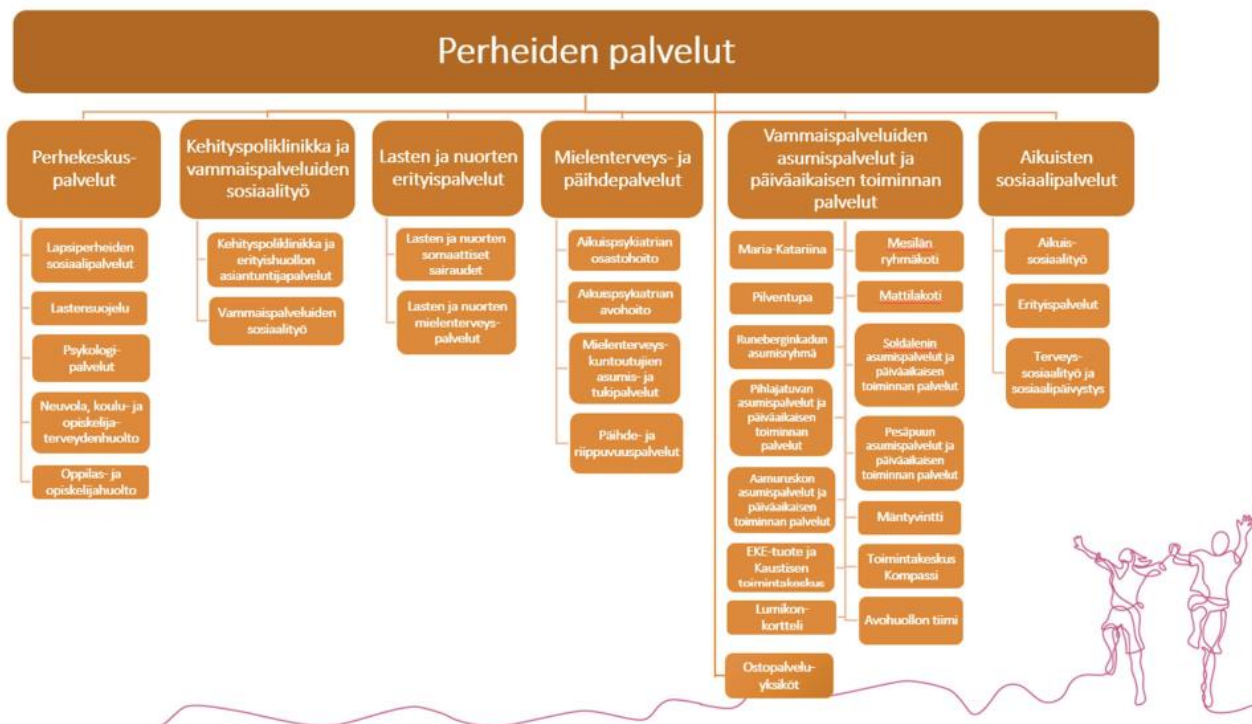 Perheiden palvelut
Perhekeskus-
palvelut
Lapsiperheiden
sosiaalipalvelut
Lastensuojelu
Psykologi-
palvelut
Neuvola, koulu- ja
opiskelija-
terveydenhuolto
Oppilas- ja
opiskelijahuolto
Kehityspoliklinikka ja
vammaispalveluiden
sosiaalityö
Kehityspoliklinikka ja
erityishuollon
asiantuntijapalvelut
Vammaispalveluiden
sosiaalityö
Lasten ja nuorten
erityispalvelut
Lasten ja nuorten
somaattiset
sairaudet
Lasten ja nuorten
mielenterveys-
palvelut
Mielenterveys- ja
päihdepalvelut
Aikuispsykiatrian
osastohoito
Aikuispsykiatrian
avohoito
Mielenterveys-
kuntoutujien
asumis- ja
tukipalvelut
Päihde- ja
riippuvuuspalvelut
Vammaispalveluiden
asumispalvelut ja
päiväaikaisen toiminnan
palvelut
Maria-Katariina
Pilventupa
Runeberginkadun
asumisryhmä
Pihlajatuvan
asumispalvelut ja
päiväaikaisen
toiminnan
palvelut
Aamuruskon
asumispalvelut ja
päiväaikaisen
toiminnan palvelut
EKE-tuote ja
Kaustisen
toimintakeskus
Lumikon-
kortteli
Mesilän
ryhmäkoti
Mattilakoti
Soldalenin
asumispalvelut ja
päiväaikaisen
toiminnan palvelut
Pesäpuun
asumispalvelut ja
päiväaikaisen
toiminnan palvelut
Mäntyvintti
Toimintakeskus
Kompassi
Avohuollon tiimi
Ostopalvelu-
yksiköt
Aikuisten
sosiaalipalvelut
Aikuis-
sosiaalityö
Erityispalvelut
Terveys-
sosiaalityö ja
sosiaalipäivystys